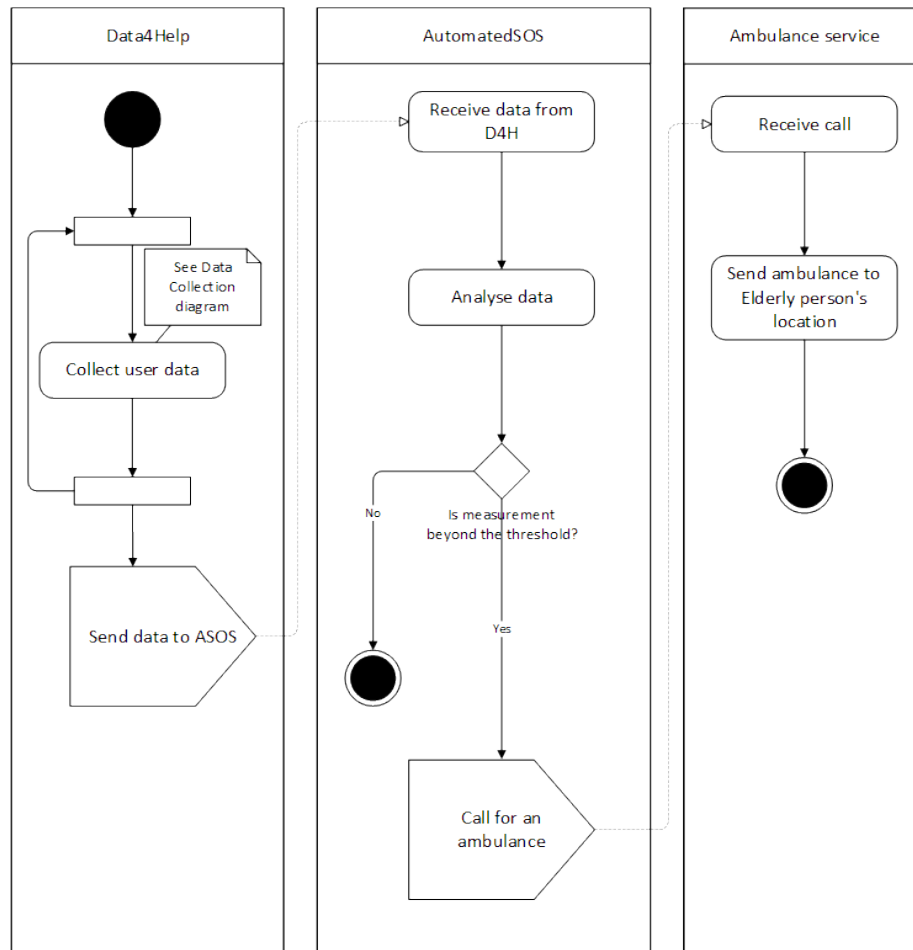 Data4Help
AutomatedSOS
Ambulance service
Receive data from
D4H
Receive call
See Data
Collection
diagram
Analyse data
Send ambulance to
Elderly person's
location
Collect user data
No
Is measurement
beyond the threshold?
Yes
Send data to ASOS
Call for an
ambulance